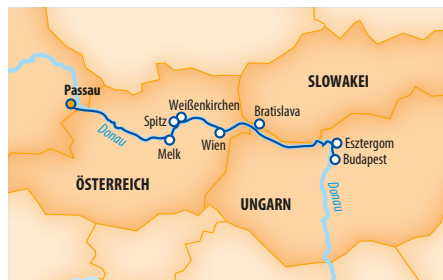 SLOWAKEI
Passau
Weißenkirchen
Spitz
Bratislava
Donau
Esztergom
Wien
Melk
Budapest
ÖSTERREICH
Donau
UNGARN